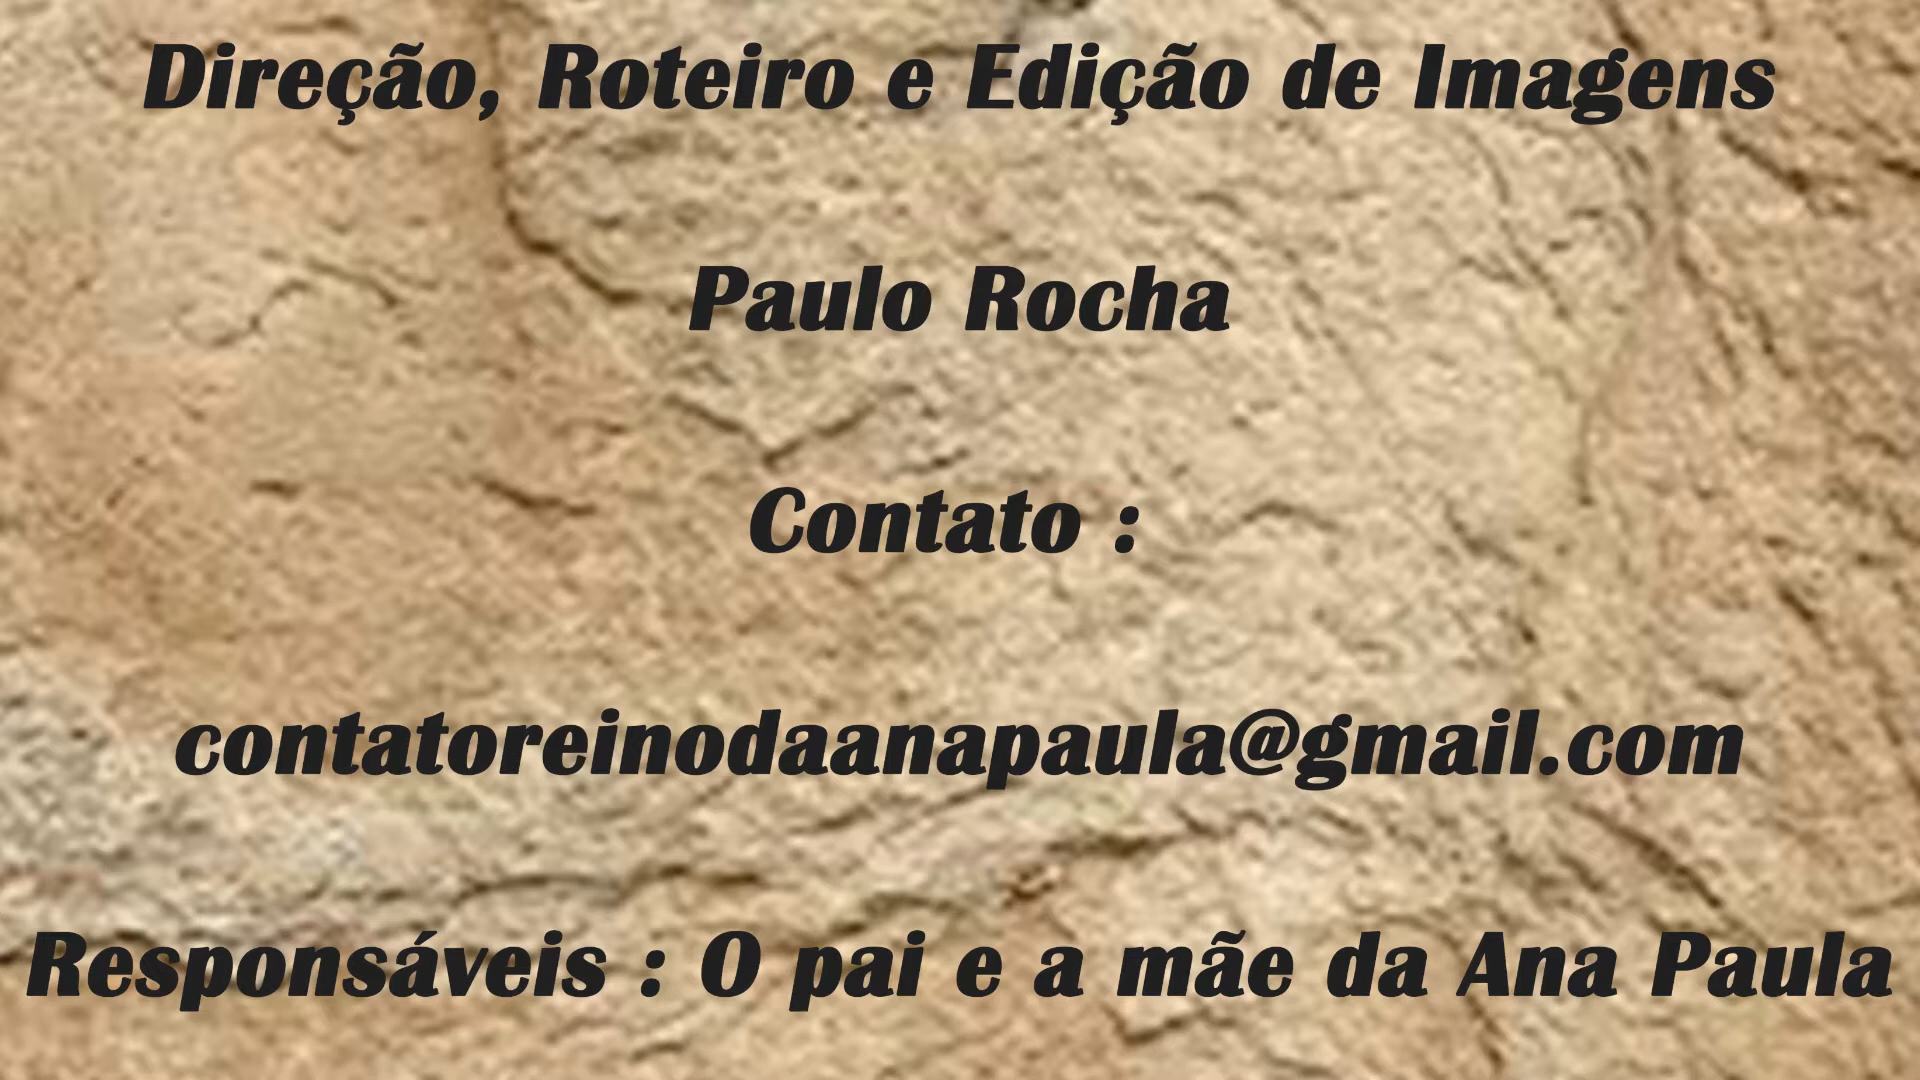 Direção, Roteiro e Edição de Imagens
Paulo Rocha
Contato :
contatoreinodaanapaula@gmail.com
Responsáveis : O pai e a mãe da Ana Paula